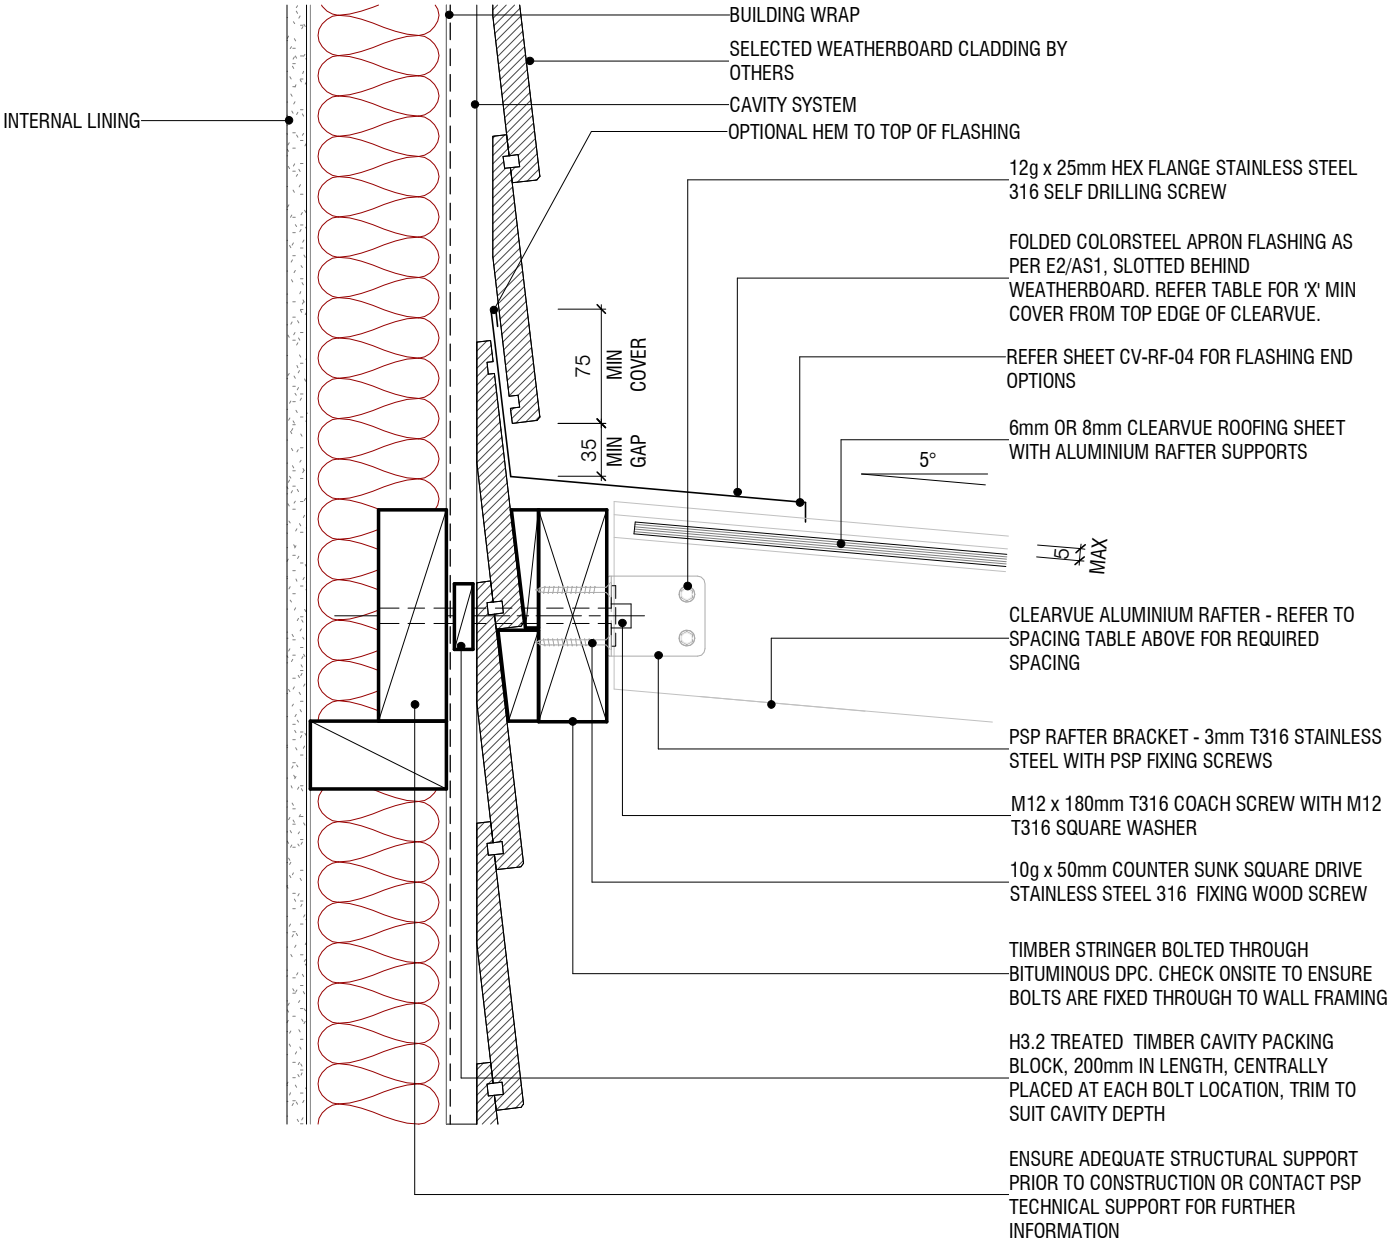 BUILDING WRAP
SELECTED WEATHERBOARD CLADDING BY
OTHERS
CAVITY SYSTEM
INTERNAL LINING
OPTIONAL HEM TO TOP OF FLASHING
12g x 25mm HEX FLANGE STAINLESS STEEL
316 SELF DRILLING SCREW
FOLDED COLORSTEEL APRON FLASHING AS
PER E2/AS1, SLOTTED BEHIND
WEATHERBOARD. REFER TABLE FOR 'X' MIN
COVER FROM TOP EDGE OF CLEARVUE.
75
MIN
COVER
REFER SHEET CV-RF-04 FOR FLASHING END
OPTIONS
35
MIN
GAP
6mm OR 8mm CLEARVUE ROOFING SHEET
WITH ALUMINIUM RAFTER SUPPORTS
5°
5
MAX
CLEARVUE ALUMINIUM RAFTER - REFER TO
SPACING TABLE ABOVE FOR REQUIRED
SPACING
PSP RAFTER BRACKET - 3mm T316 STAINLESS
STEEL WITH PSP FIXING SCREWS
M12 x 180mm T316 COACH SCREW WITH M12
T316 SQUARE WASHER
10g x 50mm COUNTER SUNK SQUARE DRIVE
STAINLESS STEEL 316 FIXING WOOD SCREW
TIMBER STRINGER BOLTED THROUGH
BITUMINOUS DPC. CHECK ONSITE TO ENSURE
BOLTS ARE FIXED THROUGH TO WALL FRAMING
H3.2 TREATED TIMBER CAVITY PACKING
BLOCK, 200mm IN LENGTH, CENTRALLY
PLACED AT EACH BOLT LOCATION, TRIM TO
SUIT CAVITY DEPTH
ENSURE ADEQUATE STRUCTURAL SUPPORT
PRIOR TO CONSTRUCTION OR CONTACT PSP
TECHNICAL SUPPORT FOR FURTHER
INFORMATION